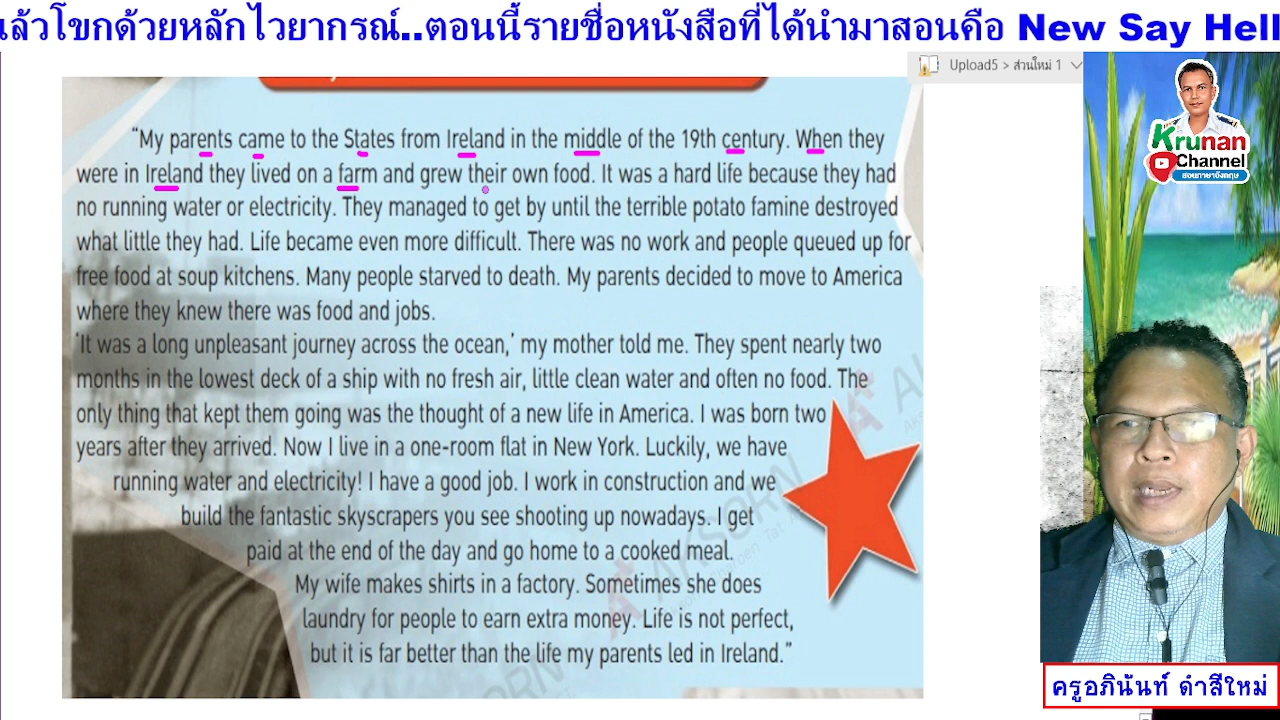 เล้วโขกด้วยหลักไวยากรณ์..ตอนนี้รายชื่อหนังสือที่ได้นำมาสอนคือ New Say Hell
Upload5 > ส่วนใหม่ 1
Krunan
Channel
สอนภาษาอังกฤษ
"My parents came to the States from Ireland in the middle of the 19th century. When they
were in Ireland they lived on a farm and grew their own food. It was a hard life because they had
no running water or electricity. They managed to get by until the terrible potato famine destroyed
what little they had. Life became even more difficult. There was no work and people queued up for
free food at soup kitchens. Many people starved to death. My parents decided to move to America
where they knew there was food and jobs.
'It was a long unpleasant journey across the ocean,' my mother told me. They spent nearly two
months in the lowest deck of a ship with no fresh air, little clean water and often no food. The
only thing that kept them going was the thought of a new life in America. I was born two
years after they arrived. Now I live in a one-room flat in New York. Luckily, we have
running water and electricity! I have a good job. I work in construction and we
build the fantastic skyscrapers you see shooting up nowadays. I get
paid at the end of the day and go home to a cooked meal.
My wife makes shirts in a factory. Sometimes she does
laundry for people to earn extra money. Life is not perfect,
but it is far better than the life my parents led in Ireland."
AKSORN
ครูอภินันท์ ดำสีใหม่